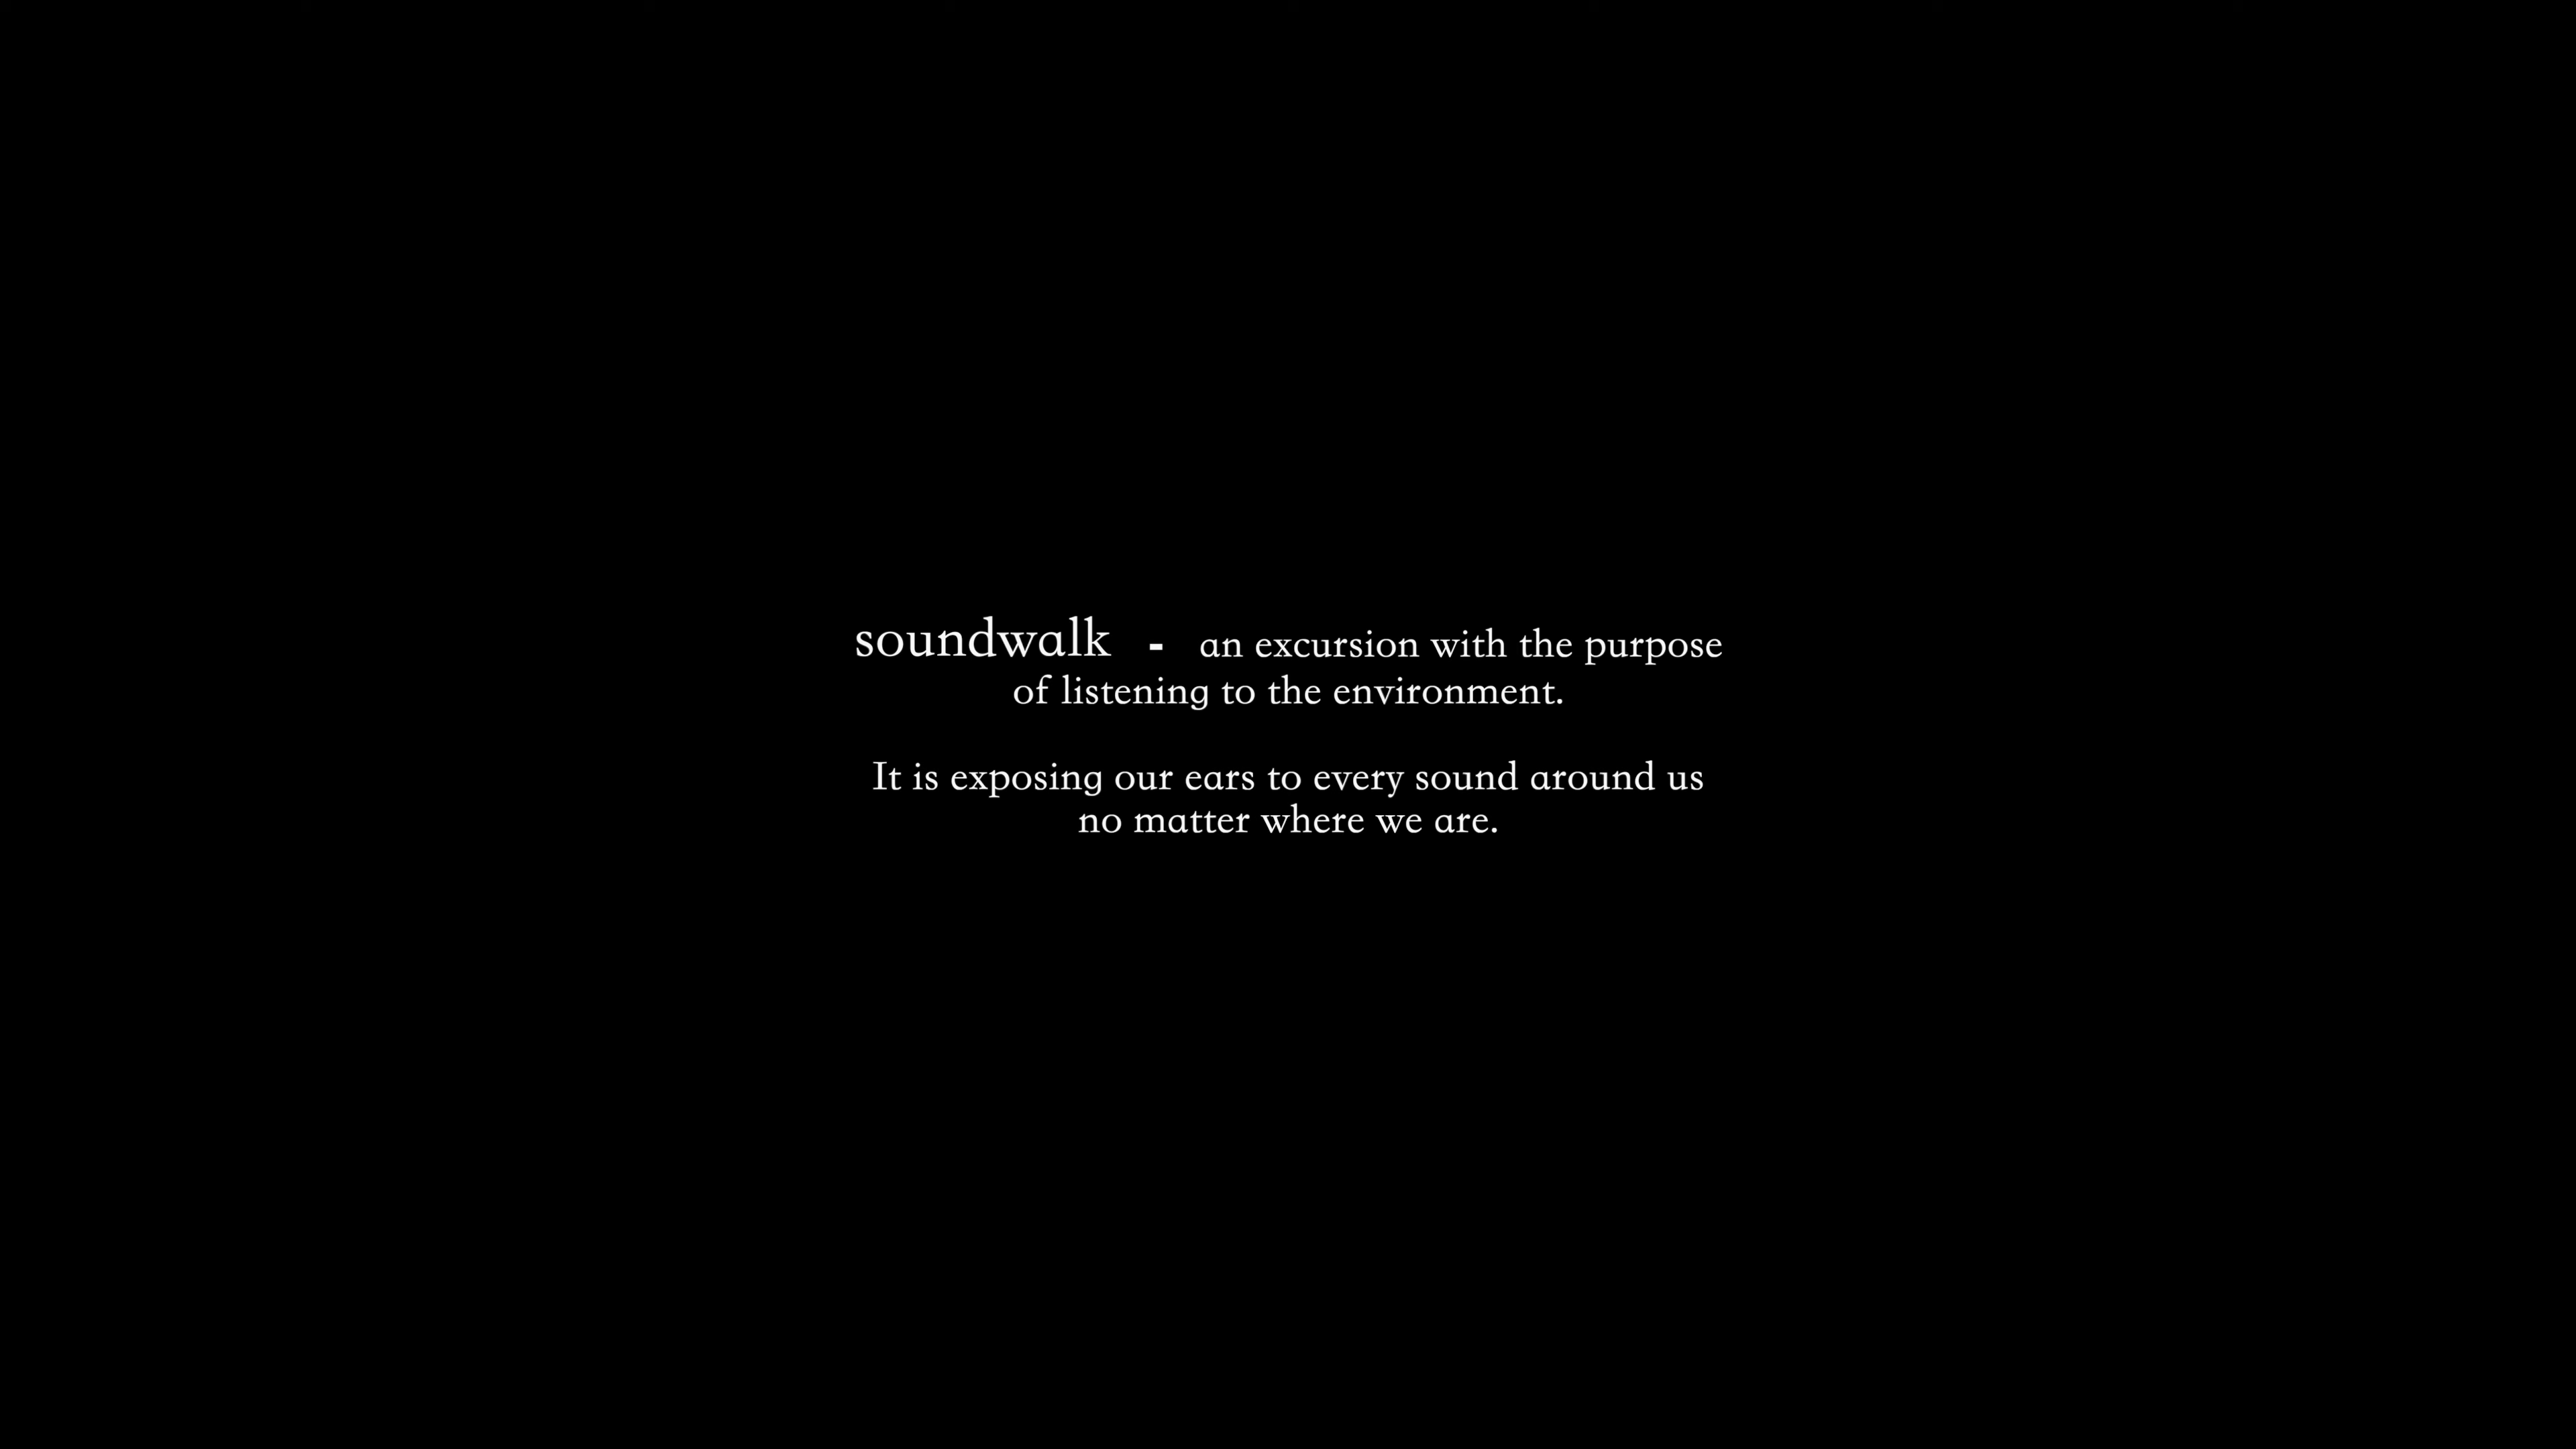 soundwalk - an excursion with the purpose
of listening to the environment.
It is exposing our ears to every sound around us
no matter where we are.